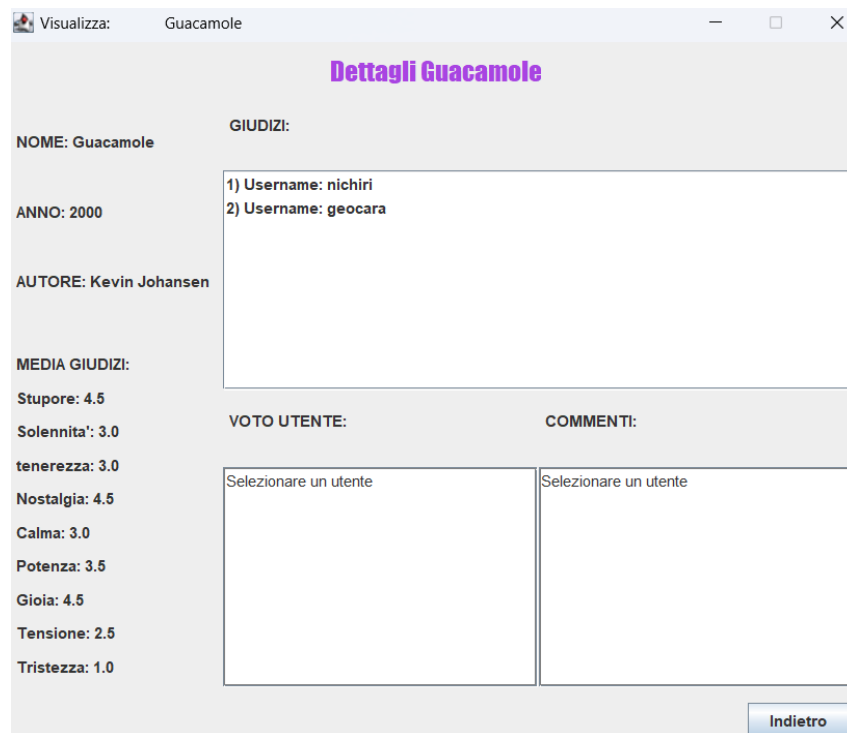 Visualizza: Guacamole
Dettagli Guacamole
NOME: Guacamole
ANNO: 2000
AUTORE: Kevin Johansen
MEDIA GIUDIZI:
Stupore: 4.5
Solennita': 3.0
tenerezza: 3.0
Nostalgia: 4.5
Calma: 3.0
Potenza: 3.5
Gioia: 4.5
Tensione: 2.5
Tristezza: 1.0
GIUDIZI:
1) Username: nichiri
2) Username: geocara
VOTO UTENTE:
Selezionare un utente
COMMENTI:
Selezionare un utente
Indietro